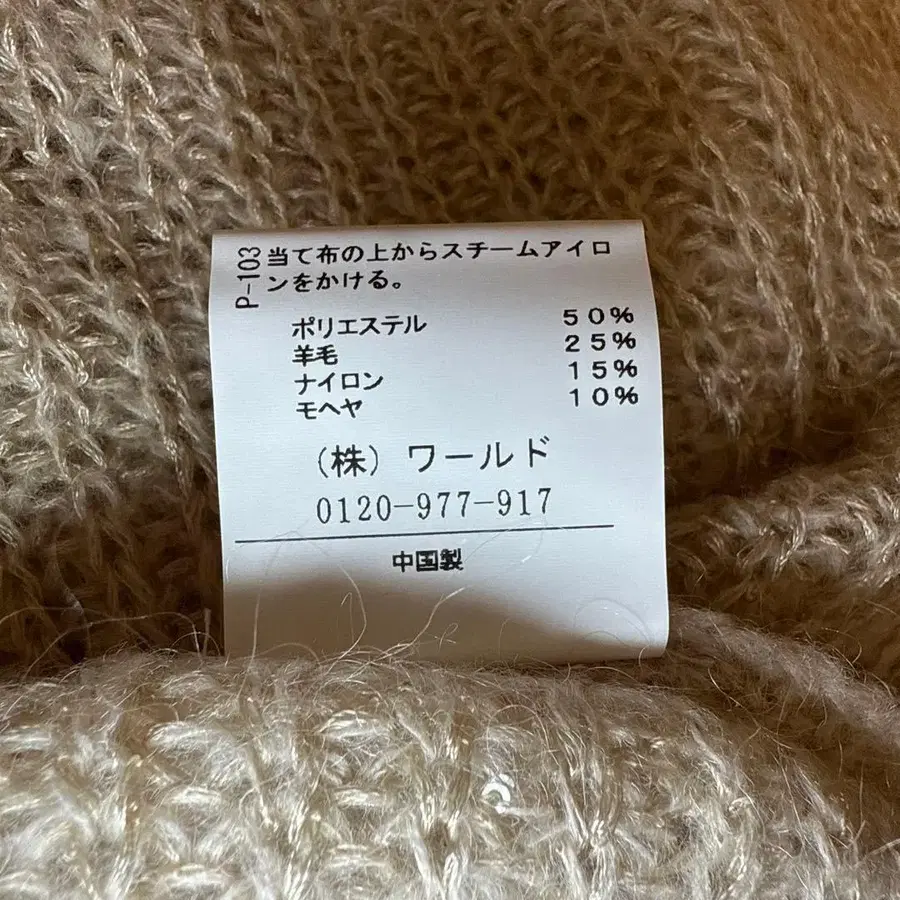 P-103
当て布の上からスチームアイロ
ンをかける。
ポリエステル 50%
羊毛 25%
ナイロン 15%
モヘヤ 10%
(株) ワールド
0120-977-917
中国製